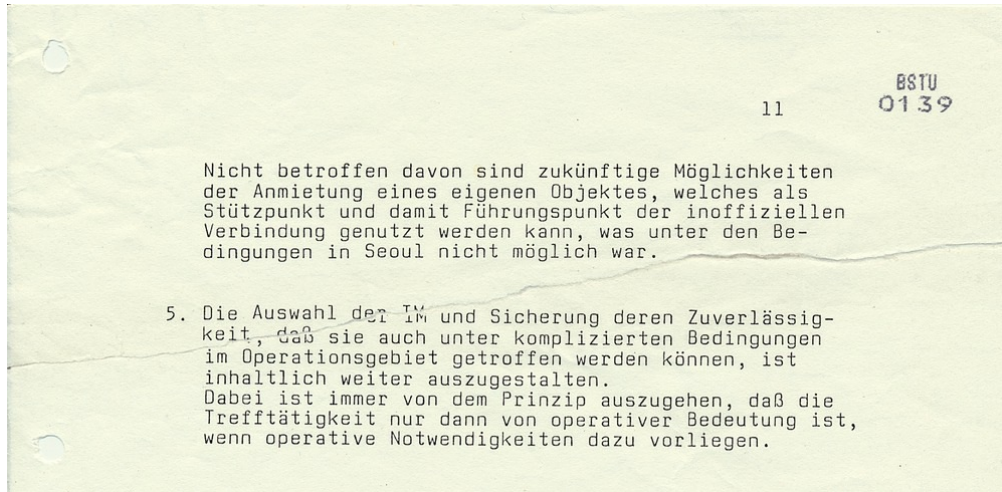 BSTU
0139
11
Nicht betroffen davon sind zukünftige Möglichkeiten
der Anmietung eines eigenen Objektes, welches als
Stützpunkt und damit Führungspunkt der inoffiziellen
Verbindung genutzt werden kann, was unter den Be-
dingungen in Seoul nicht möglich war.
5. Die Auswahl der IM und Sicherung deren Zuverlässig-
keit, daß sie auch unter komplizierten Bedingungen
im Operationsgebiet getroffen werden können, ist
inhaltlich weiter auszugestalten.
Dabei ist immer von dem Prinzip auszugehen, daß die
Trefftätigkeit nur dann von operativer Bedeutung ist,
wenn operative Notwendigkeiten dazu vorliegen.